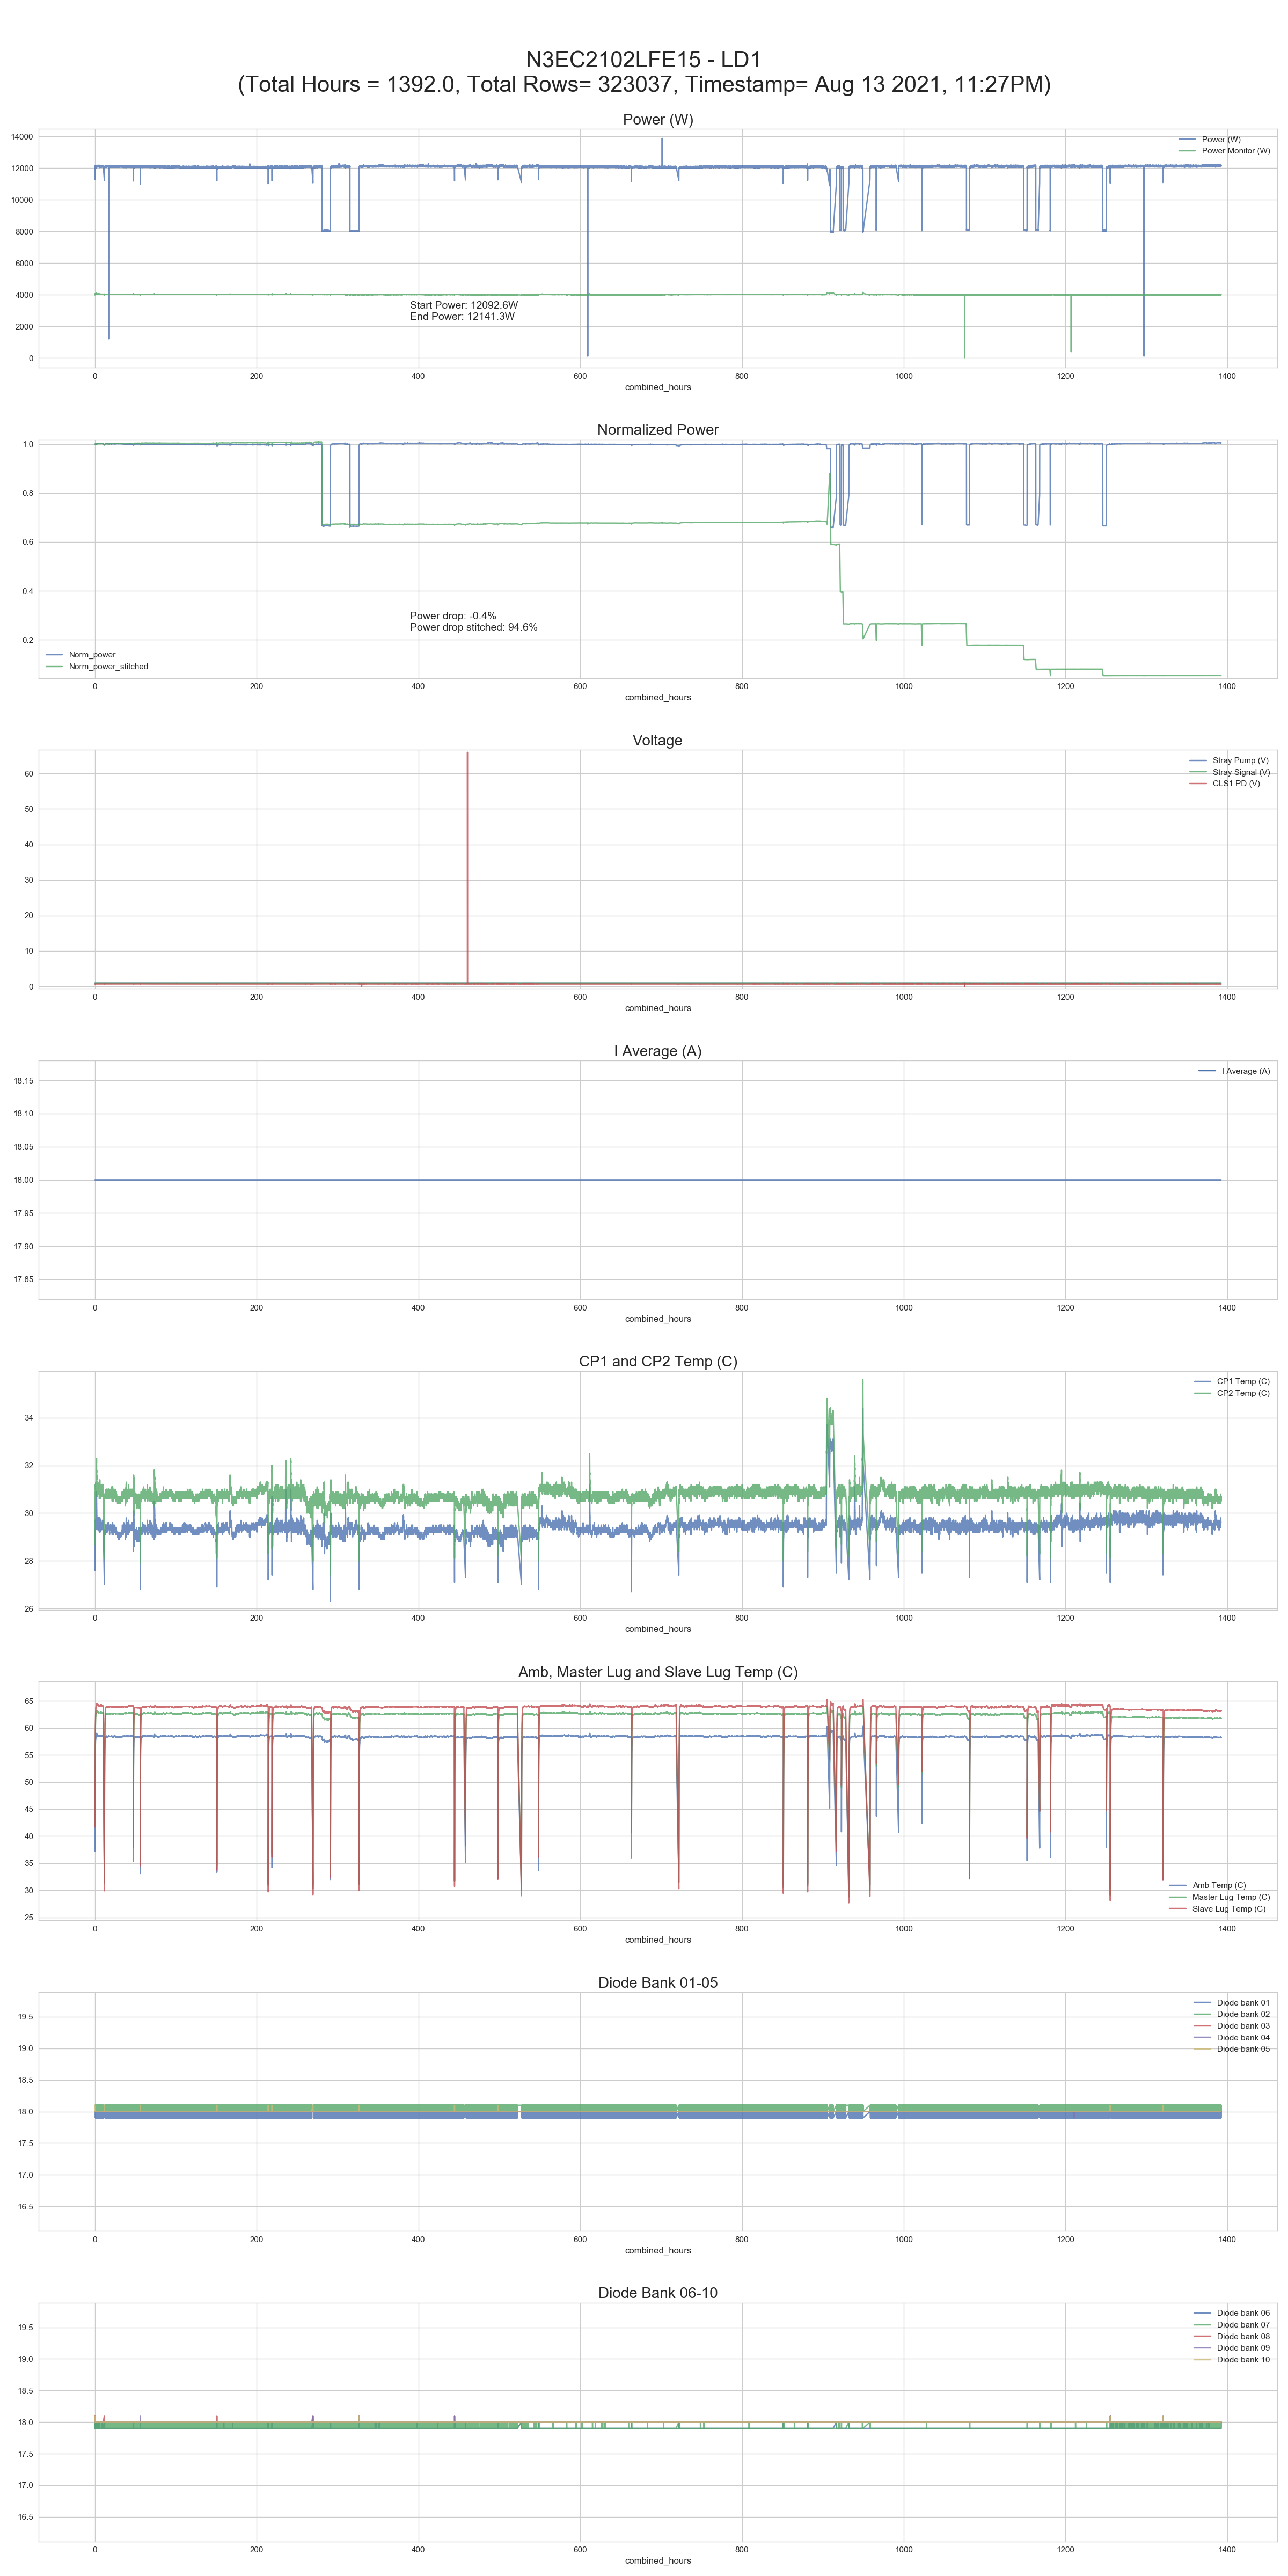 N3EC2102LFE15 - LD1
(Total Hours = 1392.0, Total Rows= 323037, Timestamp= Aug 13 2021, 11:27PM)
Power (W)
14000
12000
10000
8000
6000
4000
2000
0
Power (W)
Power Monitor (W)
Start Power: 12092.6W
End Power: 12141.3W
0 200 400 600 800 1000 1200 1400
combined_hours
Normalized Power
1.0
0.8
0.6
0.4
0.2
Power drop: -0.4%
Power drop stitched: 94.6%
Norm_power
Norm_power_stitched
0 200 400 600 800 1000 1200 1400
combined_hours
Voltage
60
50
40
30
20
10
0
Stray Pump (V)
Stray Signal (V)
CLS1 PD (V)
0 200 400 600 800 1000 1200 1400
combined_hours
I Average (A)
18.15
18.10
18.05
18.00
17.95
17.90
17.85
I Average (A)
0 200 400 600 800 1000 1200 1400
combined_hours
CP1 and CP2 Temp (C)
34
32
30
28
26
CP1 Temp (C)
CP2 Temp (C)
0 200 400 600 800 1000 1200 1400
combined_hours
Amb, Master Lug and Slave Lug Temp (C)
65
60
55
50
45
40
35
30
25
Amb Temp (C)
Master Lug Temp (C)
Slave Lug Temp (C)
0 200 400 600 800 1000 1200 1400
combined_hours
Diode Bank 01-05
19.5
19.0
18.5
18.0
17.5
17.0
16.5
Diode bank 01
Diode bank 02
Diode bank 03
Diode bank 04
Diode bank 05
0 200 400 600 800 1000 1200 1400
combined_hours
Diode Bank 06-10
19.5
19.0
18.5
18.0
17.5
17.0
16.5
Diode bank 06
Diode bank 07
Diode bank 08
Diode bank 09
Diode bank 10
0 200 400 600 800 1000 1200 1400
combined_hours